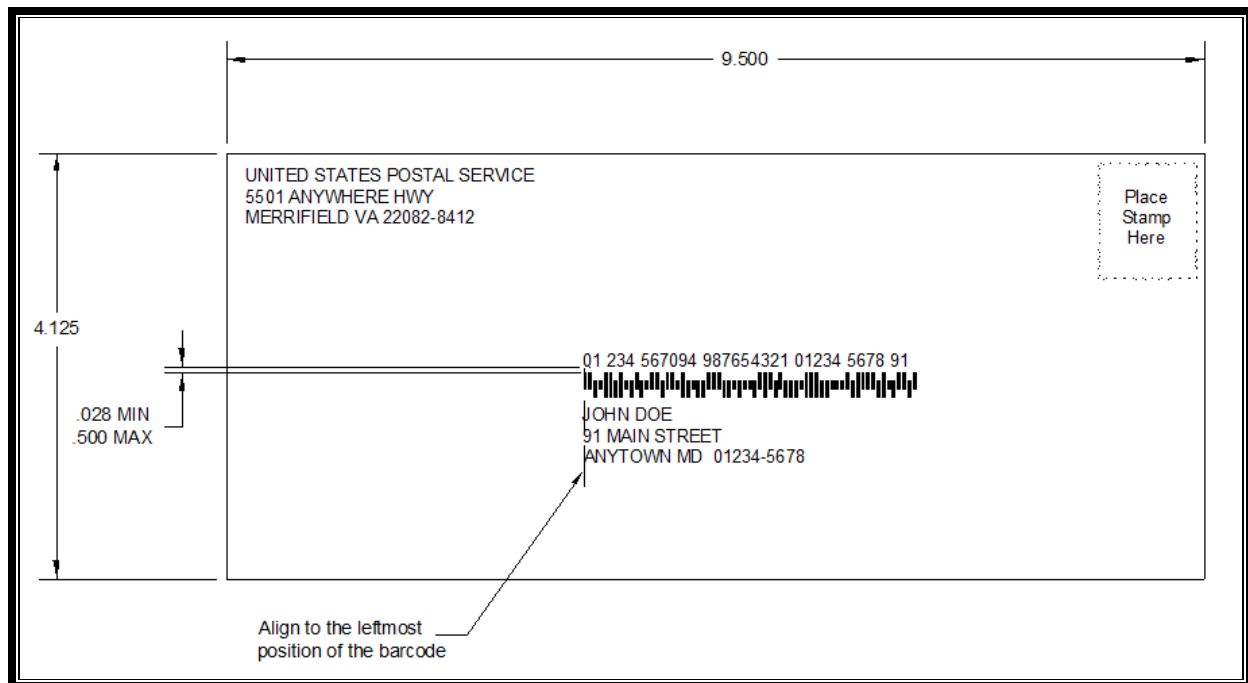 9.500
UNITED STATES POSTAL SERVICE
5501 ANYWHERE HWY
MERRIFIELD VA 22082-8412
Place
Stamp
Here
4.125
01 234 567094 987654321 01234 5678 91
.028 MIN
.500 MAX
JOHN DOE
91 MAIN STREET
ANYTOWN MD  01234-5678
Align to the leftmost
position of the barcode